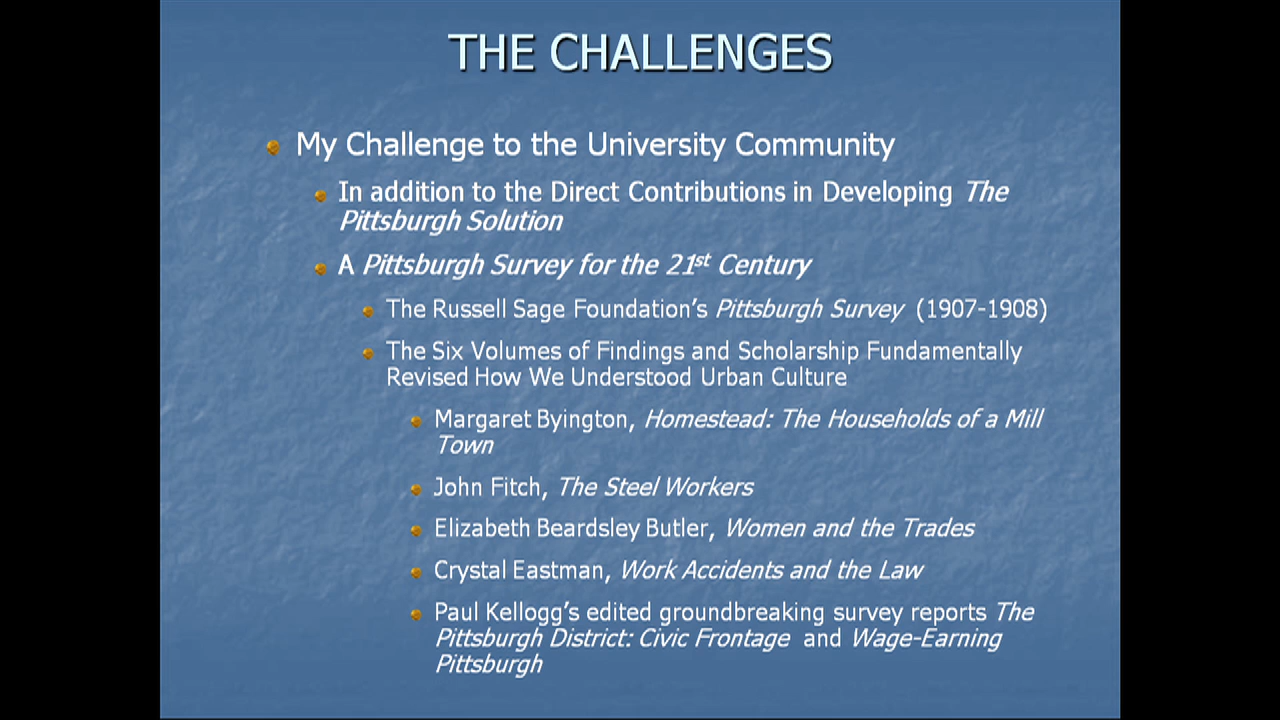 THE CHALLENGES
My Challenge to the University Community
In addition to the Direct Contributions in Developing The
Pittsburgh Solution
A Pittsburgh Survey for the 21st Century
The Russell Sage Foundation's Pittsburgh Survey (1907-1908)
The Six Volumes of Findings and Scholarship Fundamentally
Revised How We Understood Urban Culture
Margaret Byington, Homestead: The Households of a Mill
Town
John Fitch, The Steel Workers
Elizabeth Beardsley Butler, Women and the Trades
Crystal Eastman, Work Accidents and the Law
Paul Kellogg's edited groundbreaking survey reports The
Pittsburgh District: Civic Frontage and Wage-Earning
Pittsburgh